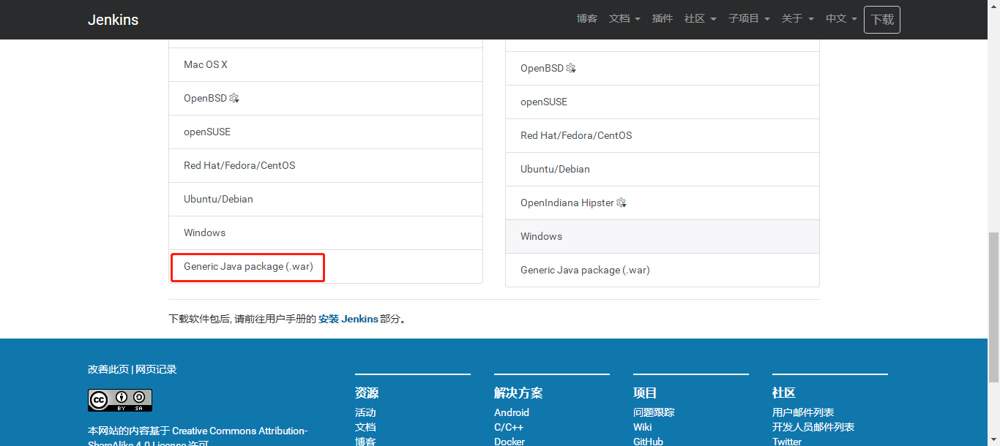 Jenkins
博客 文档 插件 社区 子项目 关于 中文 下载
Mac OS X
OpenBSD
openSUSE
Red Hat/Fedora/CentOS
Ubuntu/Debian
Windows
Generic Java package (.war)
OpenBSD
openSUSE
Red Hat/Fedora/CentOS
Ubuntu/Debian
OpenIndiana Hipster
Windows
Generic Java package (.war)
下载软件包后, 请前往用户手册的 安装 Jenkins 部分。
改善此页 | 网页记录
cc BY SA
本网站的内容基于 Creative Commons Attribution-
ShareAlike 4.0 License 许可
资源
活动
文档
博客
解决方案
Android
C/C++
Docker
项目
问题跟踪
Wiki
GitHub
社区
用户邮件列表
开发人员邮件列表
Twitter